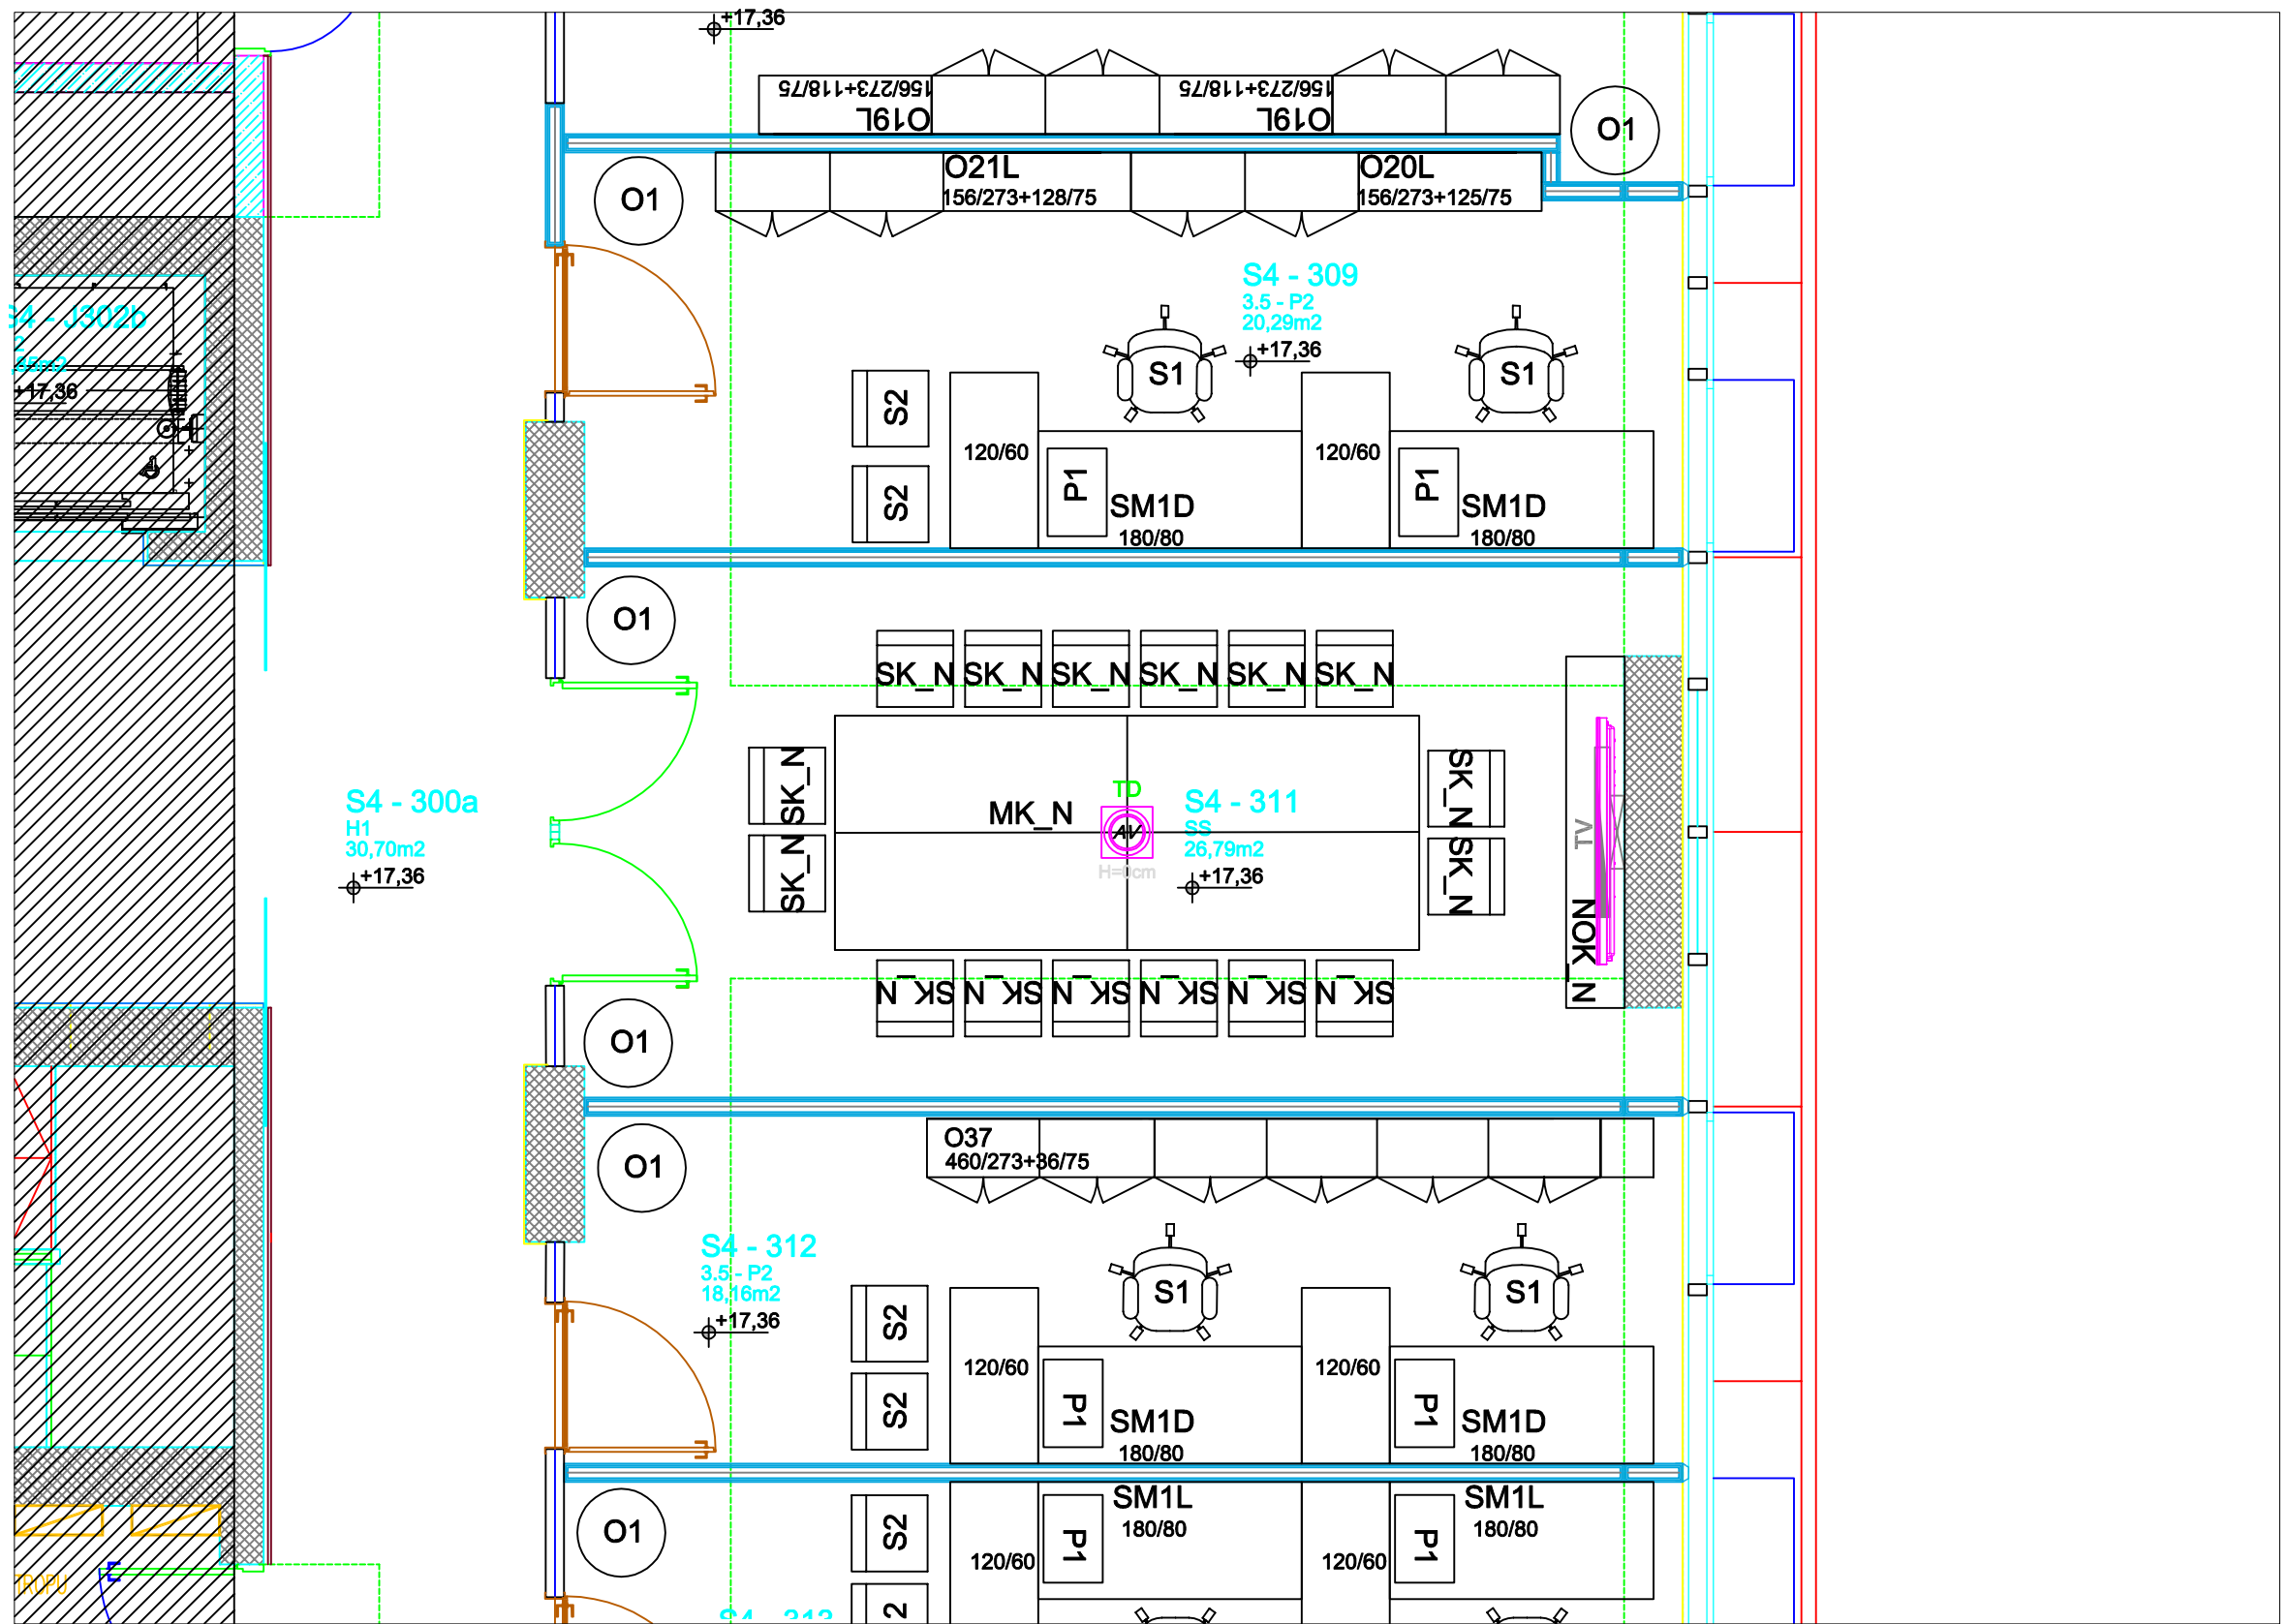 +17,36
156/273+118/75
O19L
156/273+118/75
O19L
O1
O21L
156/273+128/75
O20L
156/273+125/75
O1
S4 - 309
3.5 - P2
20,29m2
+17,36
S4 - J302b
+17,36
S1
S1
S2
S2
120/60
P1
SM1D
180/80
120/60
P1
SM1D
180/80
O1
SK_N
SK_N
SK_N
SK_N
SK_N
SK_N
SK_N
SK_N
SK_N
SK_N
S4 - 300a
H1
30,70m2
+17,36
MK_N
TD
AV
H=0cm
S4 - 311
SS
26,79m2
+17,36
TV
NOK_N
SK_N
SK_N
SK_N
SK_N
SK_N
SK_N
O1
O1
O37
460/273+36/75
S4 - 312
3.5 - P2
18,16m2
+17,36
S1
S1
S2
S2
120/60
P1
SM1D
180/80
120/60
P1
SM1D
180/80
O1
S2
2
120/60
P1
SM1L
180/80
120/60
P1
SM1L
180/80
TROPU
S4 - 313